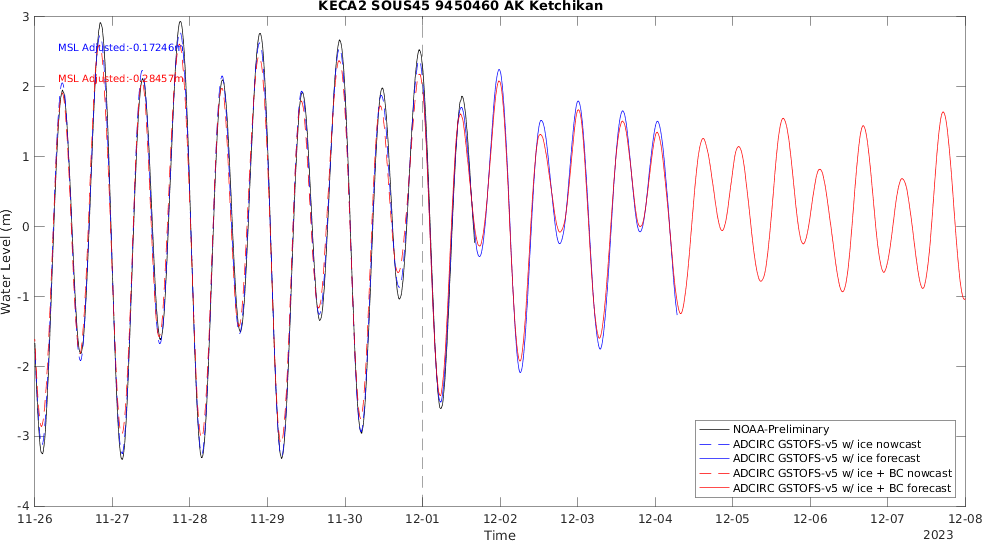 KECA2 SOUS45 9450460 AK Ketchikan
MSL Adjusted:-0.17246m
MSL Adjusted:-0.28457m
Water Level (m)
3
2
1
0
-1
-2
-3
-4
NOAA-Preliminary
ADCIRC GSTOFS-v5 w/ ice nowcast
ADCIRC GSTOFS-v5 w/ ice forecast
ADCIRC GSTOFS-v5 w/ ice + BC nowcast
ADCIRC GSTOFS-v5 w/ ice + BC forecast
11-26 11-27 11-28 11-29 11-30 12-01 12-02 12-03 12-04 12-05 12-06 12-07 12-08
Time
2023